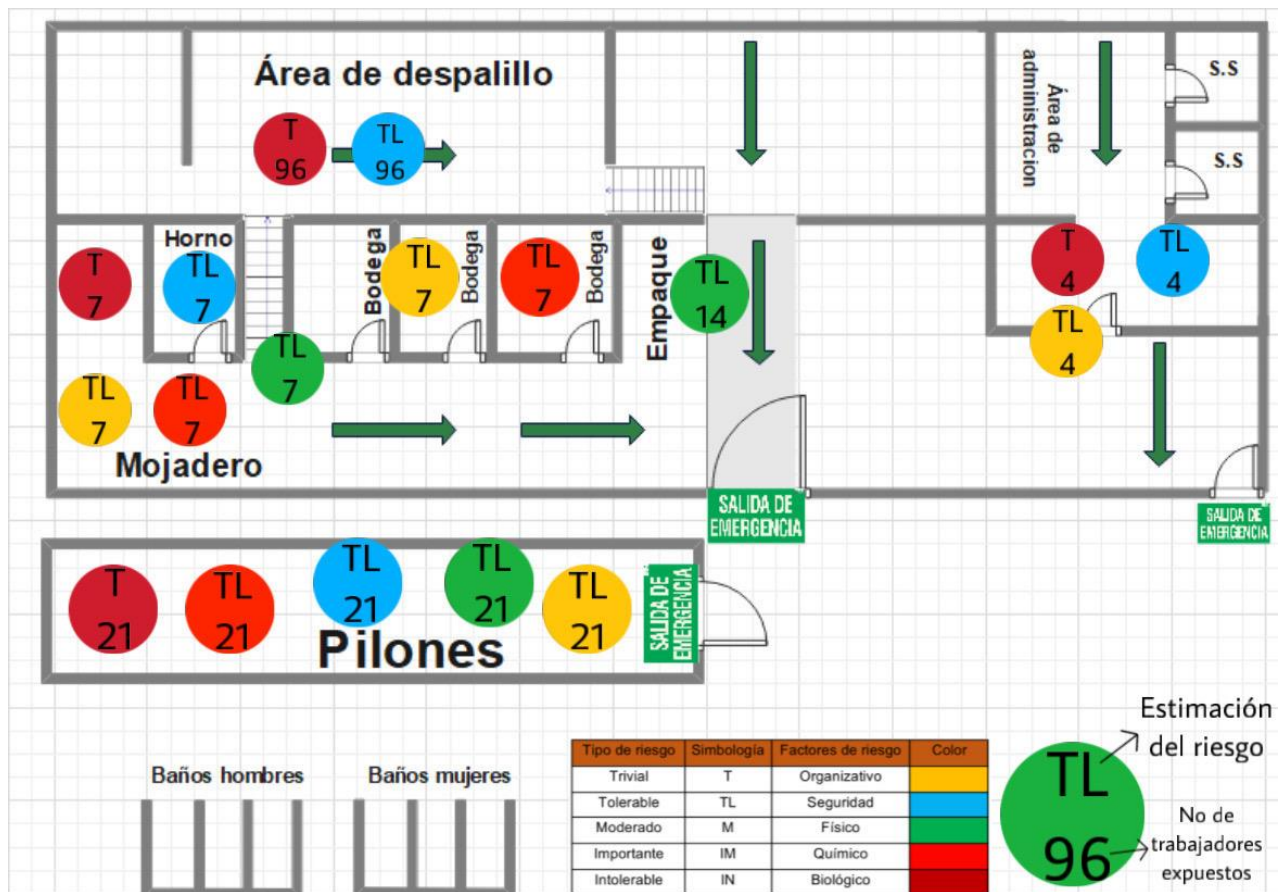 Área de despalillo
T
96
TL
96
Área de
administracion
S.S
S.S
T
7
Horno
TL
7
TL
7
Bodega
TL
7
Bodega
TL
7
Bodega
Empaque
TL
14
T
4
TL
4
TL
4
TL
7
TL
7
Mojadero
SALIDA DE
EMERGENCIA
SALIDA DE
EMERGENCIA
T
21
TL
21
TL
21
TL
21
TL
21
Pilones
SALIDA DE
EMERGENCIA
Baños hombres
Baños mujeres
Tipo de riesgo Simbología Factores de riesgo Color
Trivial T Organizativo
Tolerable TL Seguridad
Moderado M Físico
Importante IM Químico
Intolerable IN Biológico
TL
96
Estimación
del riesgo
No de
trabajadores
expuestos